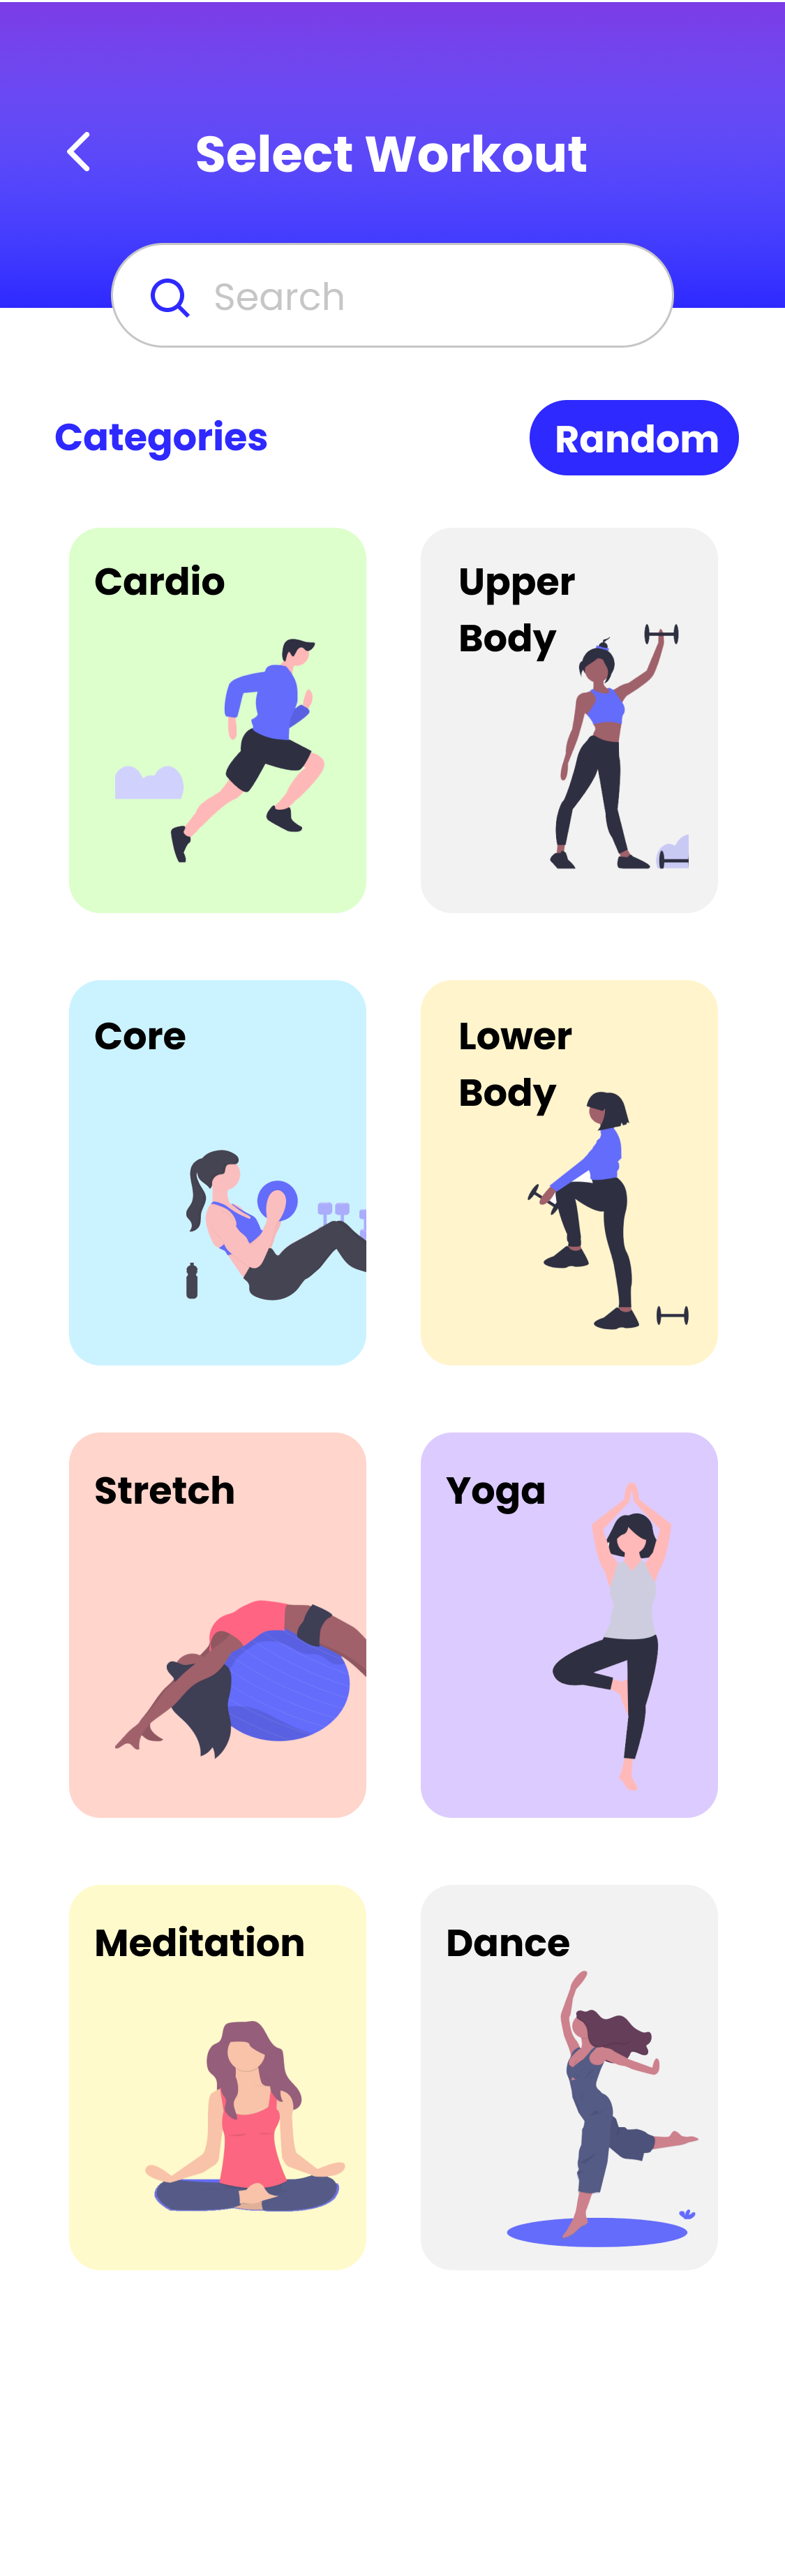 Select Workout
Search
Categories
Random
Cardio
Upper
Body
Core
Lower
Body
Stretch
Yoga
Meditation
Dance